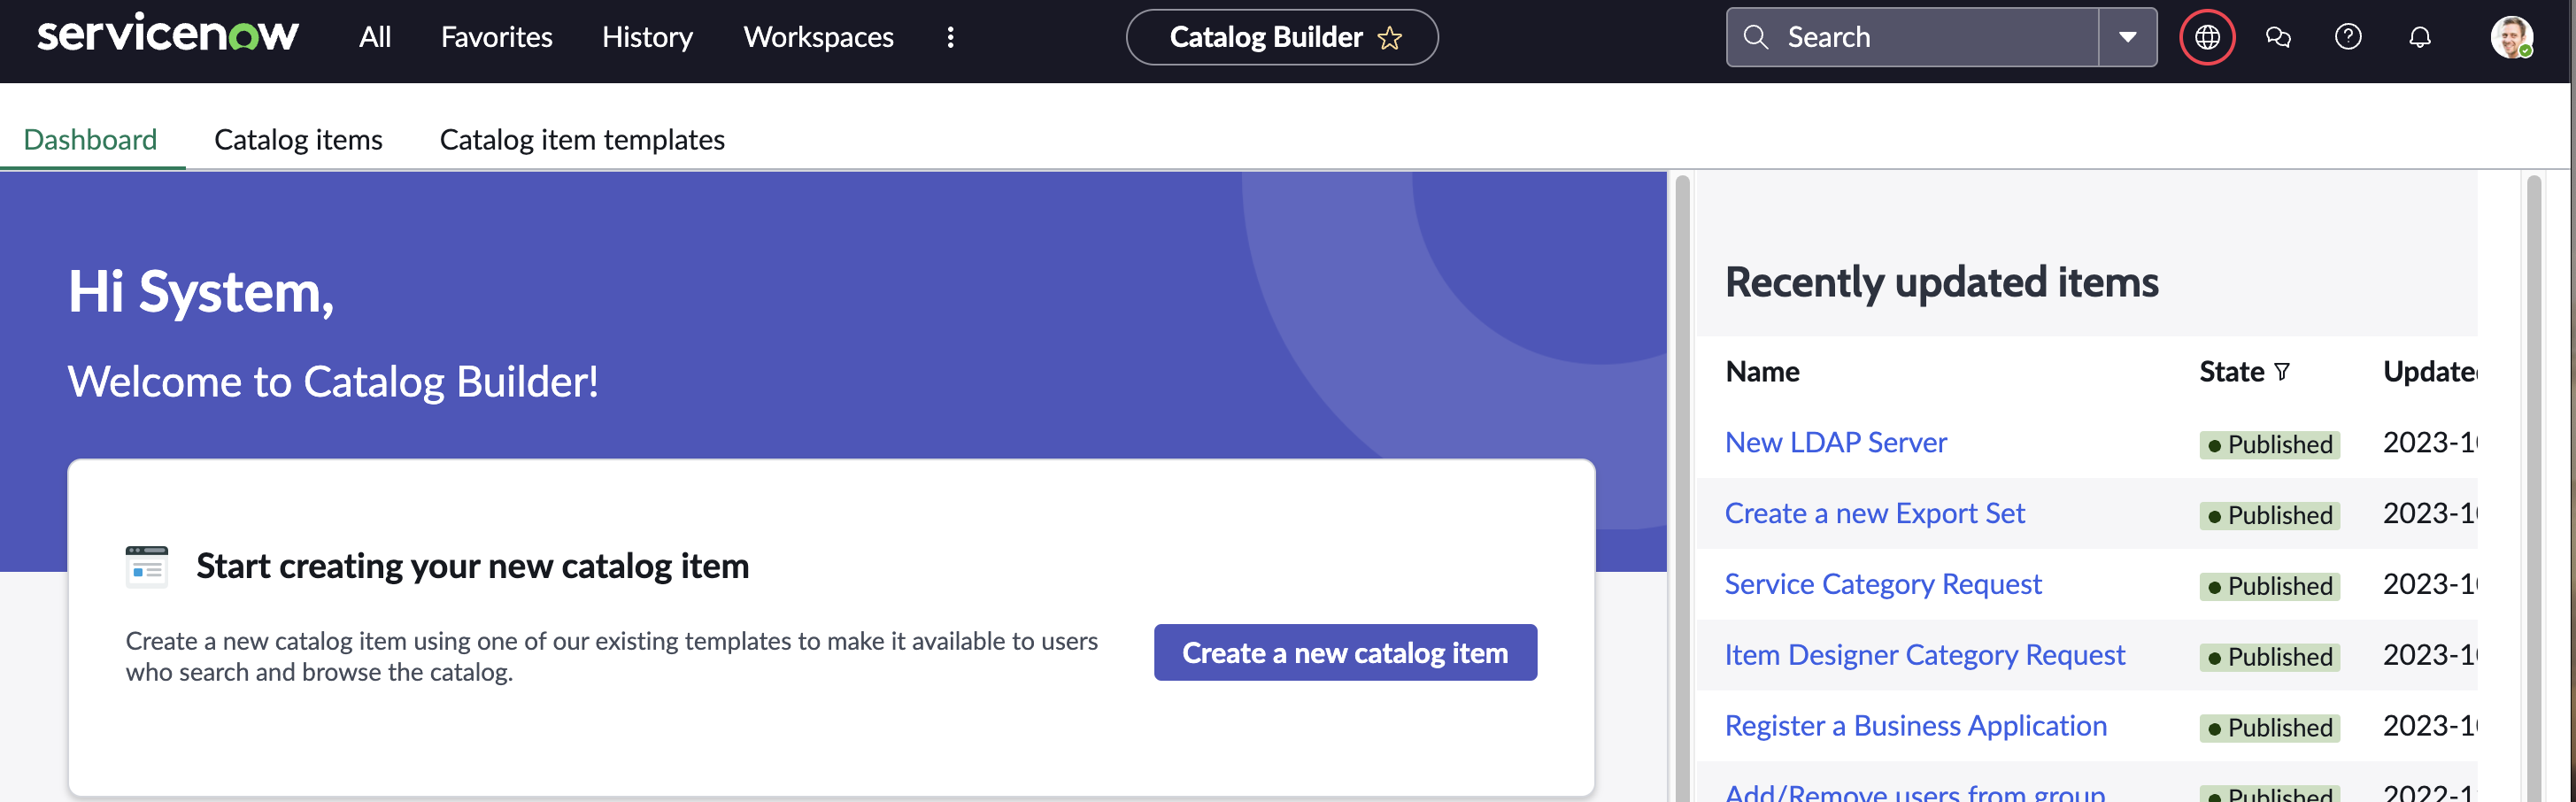 servicenow All Favorites History Workspaces Catalog Builder Search
Dashboard Catalog items Catalog item templates
Hi System,
Welcome to Catalog Builder!
Start creating your new catalog item
Create a new catalog item using one of our existing templates to make it available to users
who search and browse the catalog.
Create a new catalog item
Recently updated items
Name State Update
New LDAP Server Published 2023-1
Create a new Export Set Published 2023-1
Service Category Request Published 2023-1
Item Designer Category Request Published 2023-1
Register a Business Application Published 2023-1
Add/Remove users from group Published 2022-1